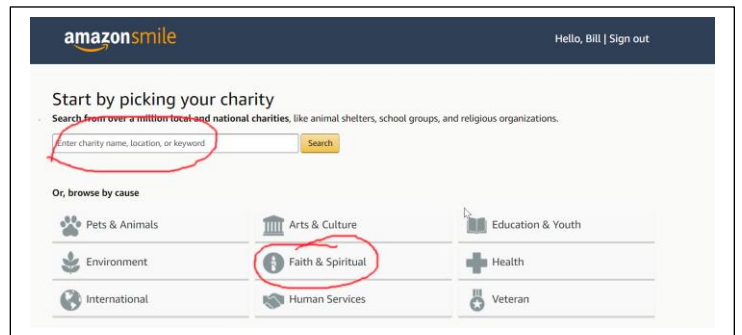 amazonsmile
Hello, Bill | Sign out
Start by picking your charity
Search from over a million local and national charities, like animal shelters, school groups, and religious organizations.
Enter charity name, location, or keyword
Search
Or, browse by cause
Pets & Animals
Arts & Culture
Education & Youth
Environment
Faith & Spiritual
Health
International
Human Services
Veteran